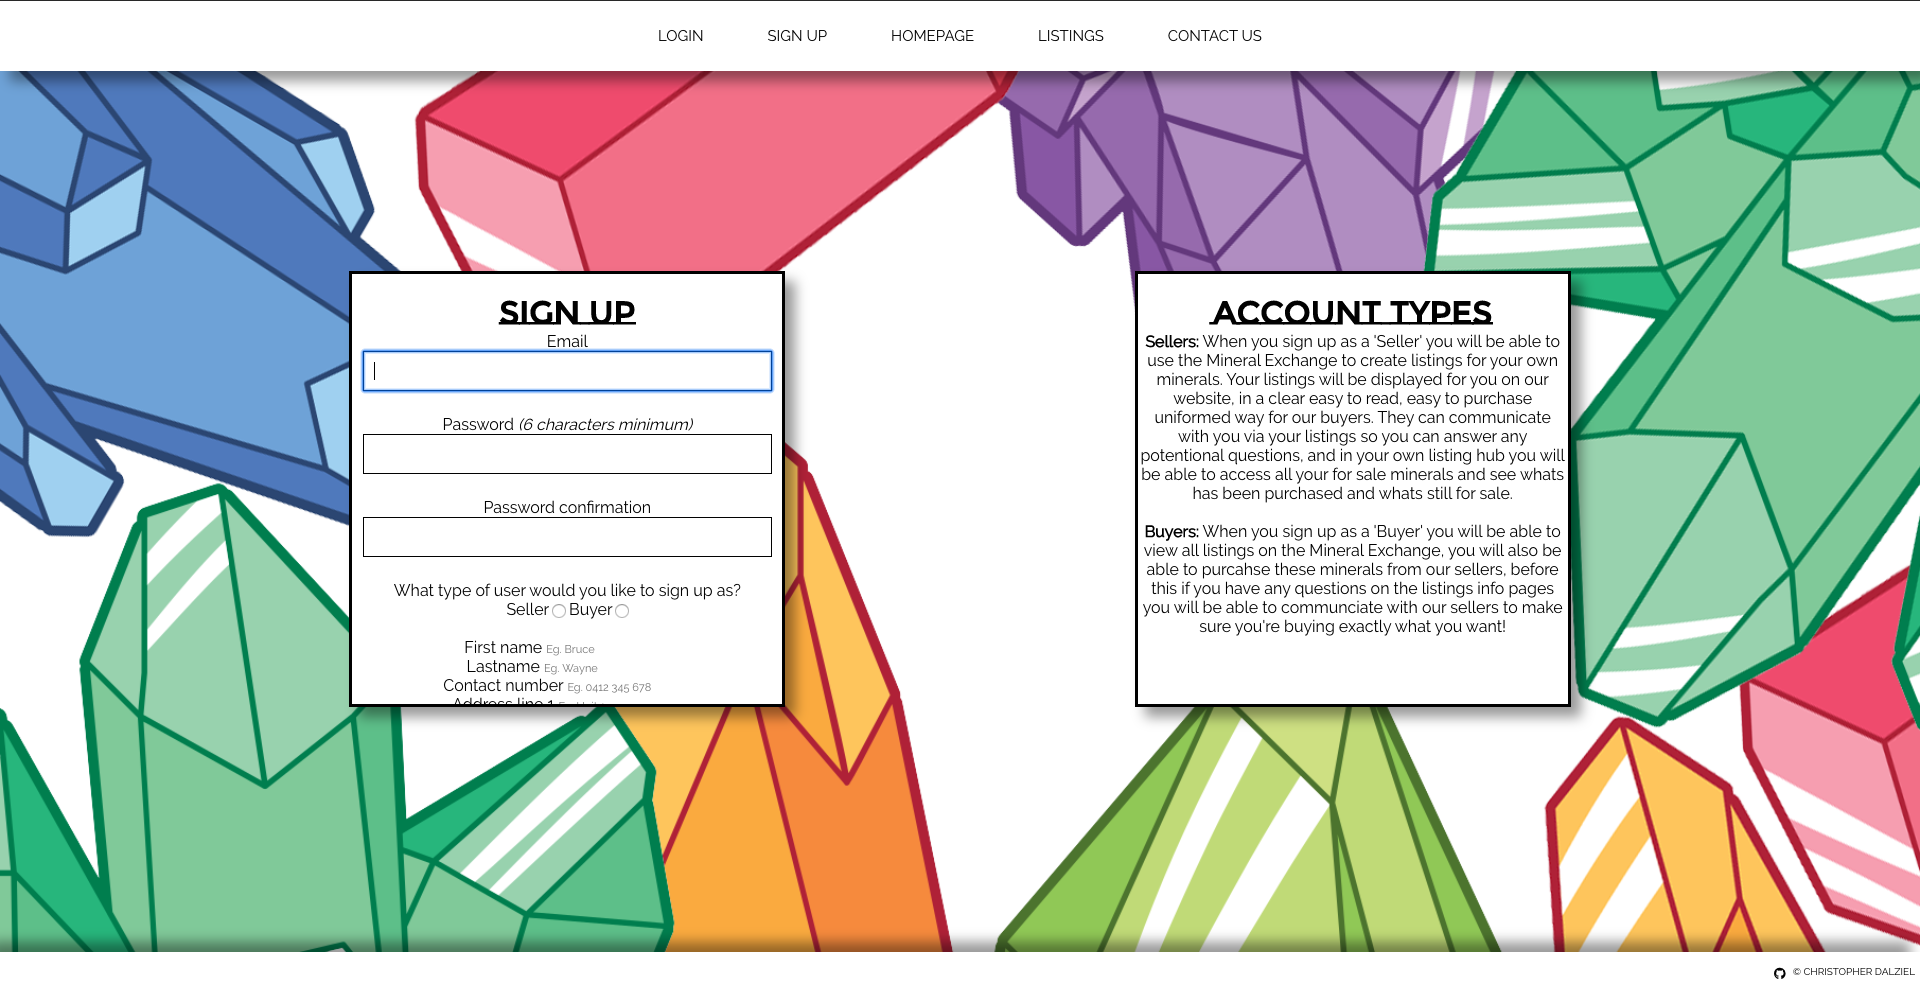 LOGIN SIGN UP HOMEPAGE LISTINGS CONTACT US
SIGN UP
Email
Password (6 characters minimum)
Password confirmation
What type of user would you like to sign up as?
Seller Buyer
First name Eg. Bruce
Lastname Eg. Wayne
Contact number Eg. 0412 345 678
Address line 1
ACCOUNT TYPES
Sellers: When you sign up as a 'Seller' you will be able to
use the Mineral Exchange to create listings for your own
minerals. Your listings will be displayed for you on our
website, in a clear easy to read, easy to purchase
uniformed way for our buyers. They can communicate
with you via your listings so you can answer any
potentional questions, and in your own listing hub you will
be able to access all your for sale minerals and see whats
has been purchased and whats still for sale.
Buyers: When you sign up as a 'Buyer' you will be able to
view all listings on the Mineral Exchange, you will also be
able to purcahse these minerals from our sellers, before
this if you have any questions on the listings info pages
you will be able to communciate with our sellers to make
sure you're buying exactly what you want!
© CHRISTOPHER DALZIEL